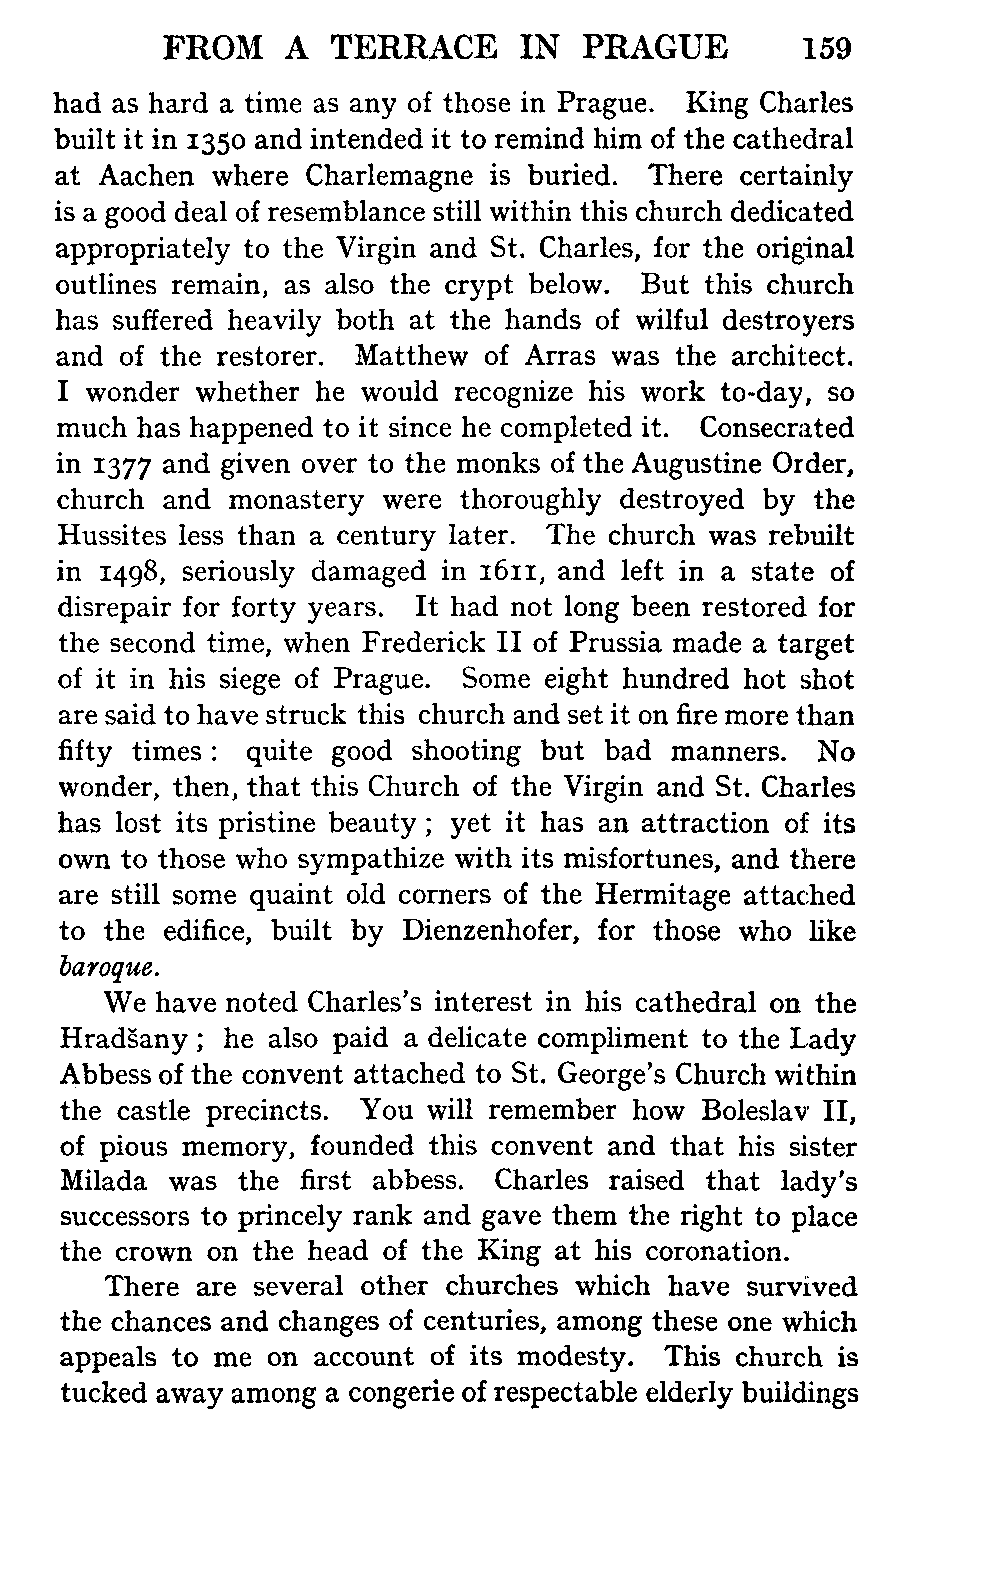 FROM A TERRACE IN PRAGUE 159
had as hard a time as any of those in Prague. King Charles
built it in 1350 and intended it to remind him of the cathedral
at Aachen where Charlemagne is buried. There certainly
is a good deal of resemblance still within this church dedicated
appropriately to the Virgin and St. Charles, for the original
outlines remain, as also the crypt below. But this church
has suffered heavily both at the hands of wilful destroyers
and of the restorer. Matthew of Arras was the architect.
I wonder whether he would recognize his work to-day, so
much has happened to it since he completed it. Consecrated
in 1377 and given over to the monks of the Augustine Order,
church and monastery were thoroughly destroyed by the
Hussites less than a century later. The church was rebuilt
in 1498, seriously damaged in 1611, and left in a state of
disrepair for forty years. It had not long been restored for
the second time, when Frederick II of Prussia made a target
of it in his siege of Prague. Some eight hundred hot shot
are said to have struck this church and set it on fire more than
fifty times : quite good shooting but bad manners. No
wonder, then, that this Church of the Virgin and St. Charles
has lost its pristine beauty ; yet it has an attraction of its
own to those who sympathize with its misfortunes, and there
are still some quaint old corners of the Hermitage attached
to the edifice, built by Dienzenhofer, for those who like
baroque.
We have noted Charles's interest in his cathedral on the
Hradšany ; he also paid a delicate compliment to the Lady
Abbess of the convent attached to St. George's Church within
the castle precincts. You will remember how Boleslav II,
of pious memory, founded this convent and that his sister
Milada was the first abbess. Charles raised that lady's
successors to princely rank and gave them the right to place
the crown on the head of the King at his coronation.
There are several other churches which have survived
the chances and changes of centuries, among these one which
appeals to me on account of its modesty. This church is
tucked away among a congerie of respectable elderly buildings